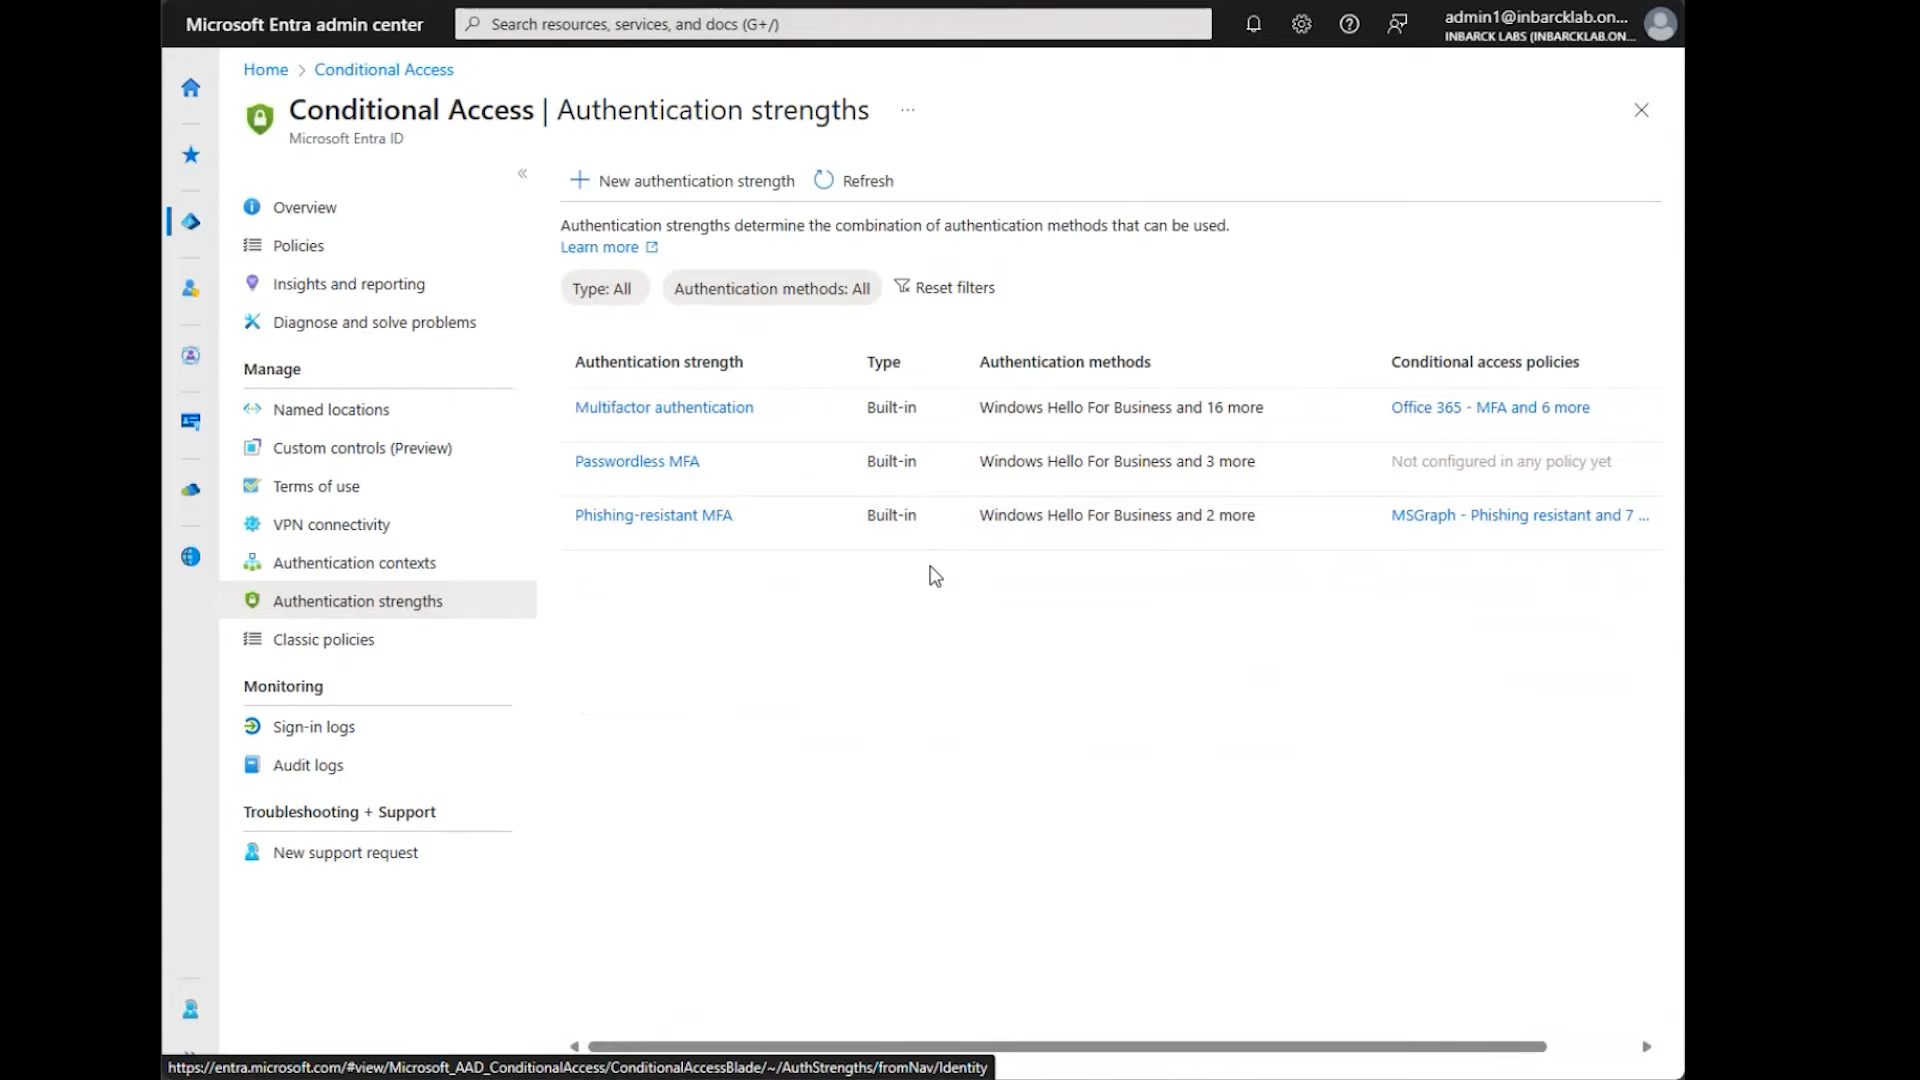 Microsoft Entra admin center
Search resources, services, and docs (G+/)
admin1@inbarcklab.on...
INBARCK LABS (INBARCKLAB.ON...
Home > Conditional Access
Conditional Access | Authentication strengths ...
Microsoft Entra ID
«
Overview
Policies
Insights and reporting
Diagnose and solve problems
Manage
Named locations
Custom controls (Preview)
Terms of use
VPN connectivity
Authentication contexts
Authentication strengths
Classic policies
Monitoring
Sign-in logs
Audit logs
Troubleshooting + Support
New support request
New authentication strength
Refresh
Authentication strengths determine the combination of authentication methods that can be used.
Learn more
Type: All
Authentication methods: All
Reset filters
Authentication strength Type Authentication methods Conditional access policies
Multifactor authentication Built-in Windows Hello For Business and 16 more Office 365 - MFA and 6 more
Passwordless MFA Built-in Windows Hello For Business and 3 more Not configured in any policy yet
Phishing-resistant MFA Built-in Windows Hello For Business and 2 more MSGraph - Phishing resistant and 7 ...
https://entra.microsoft.com/#view/Microsoft_AAD_ConditionalAccess/ConditionalAccessBlade/~/AuthStrengths/fromNav/Identity